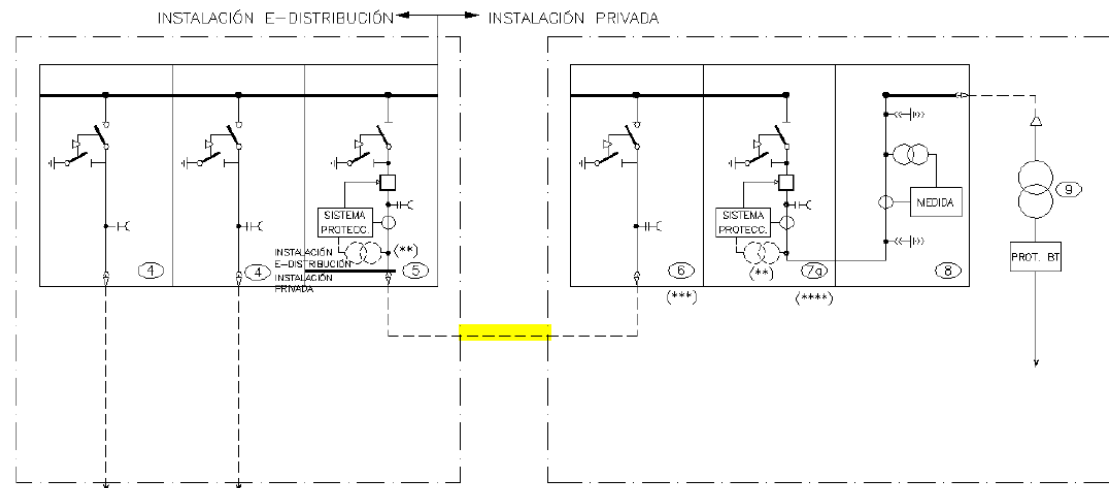 INSTALACIÓN E-DISTRIBUCIÓN INSTALACIÓN PRIVADA
SISTEMA
PROTECC.
(**)
INSTALACIÓN
E-DISTRIBUCIÓN
INSTALACIÓN
PRIVADA
4
4
5
SISTEMA
PROTECC.
(**)
MEDIDA
6
7a
8
(***)
(****)
9
PROT. BT